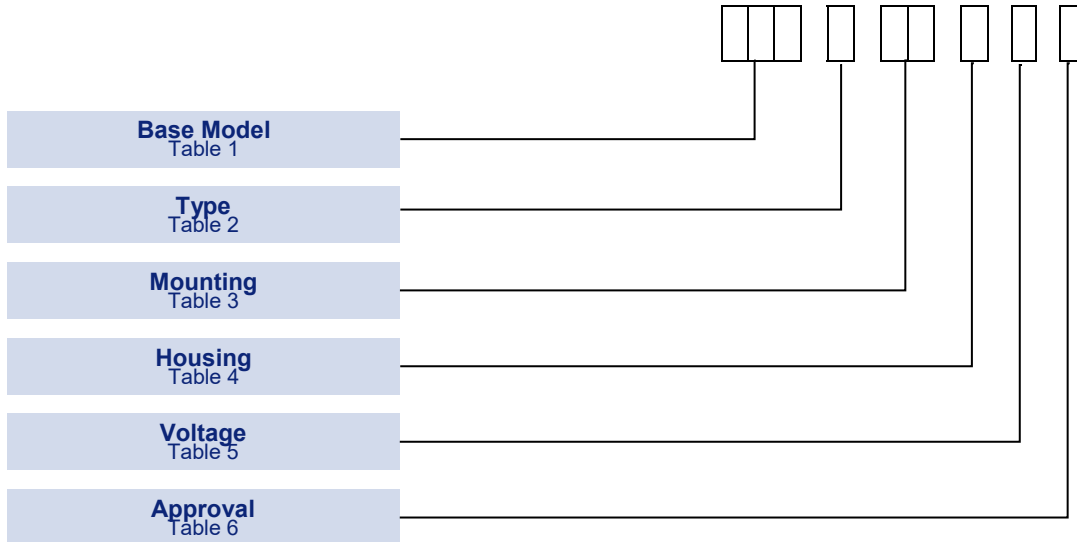 Base Model
Table 1
Type
Table 2
Mounting
Table 3
Housing
Table 4
Voltage
Table 5
Approval
Table 6